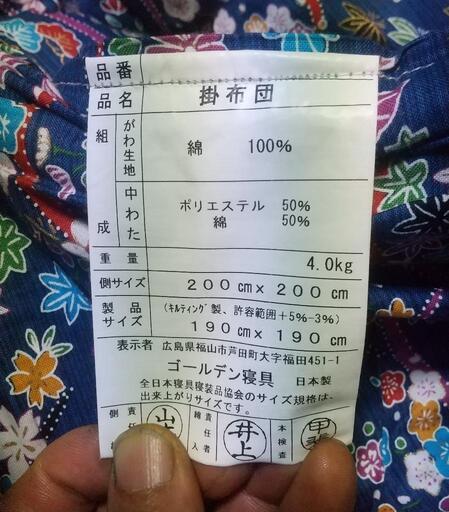 品番
品名 掛布団
組成 がわ生地 綿 100%
中わた ポリエステル 50%
綿 50%
重量 4.0kg
側サイズ 200cm×200cm
製品サイズ (キルティング製、許容範囲+5%-3%)
190cm×190cm
表示者 広島県福山市芦田町大字福田451-1
ゴールデン寝具 日本製
全日本寝具寝装品協会のサイズ規格は、
出来上がりサイズです。
側責任 責任者 井上 本検査